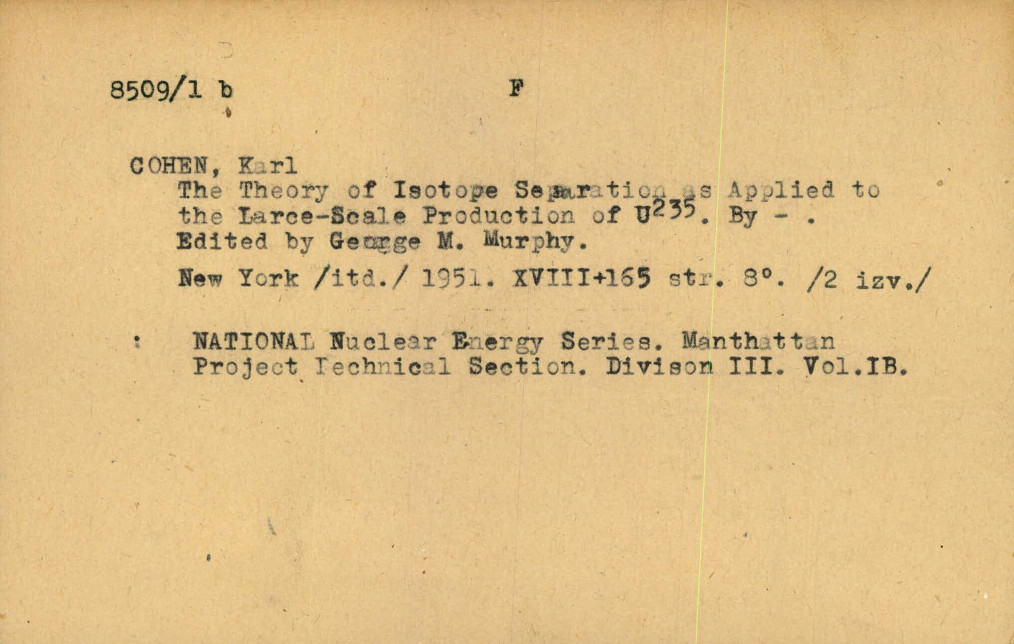 8509/1 b F
COHEN, Karl
The Theory of Isotope Separation as Applied to
the Larce-Scale Production of U235. By - .
Edited by George M. Murphy.
New York /itd./ 1951. XVIII+165 str. 8°. /2 izv./
: NATIONAL Nuclear Energy Series. Manthattan
Project Technical Section. Divison III. Vol.IB.